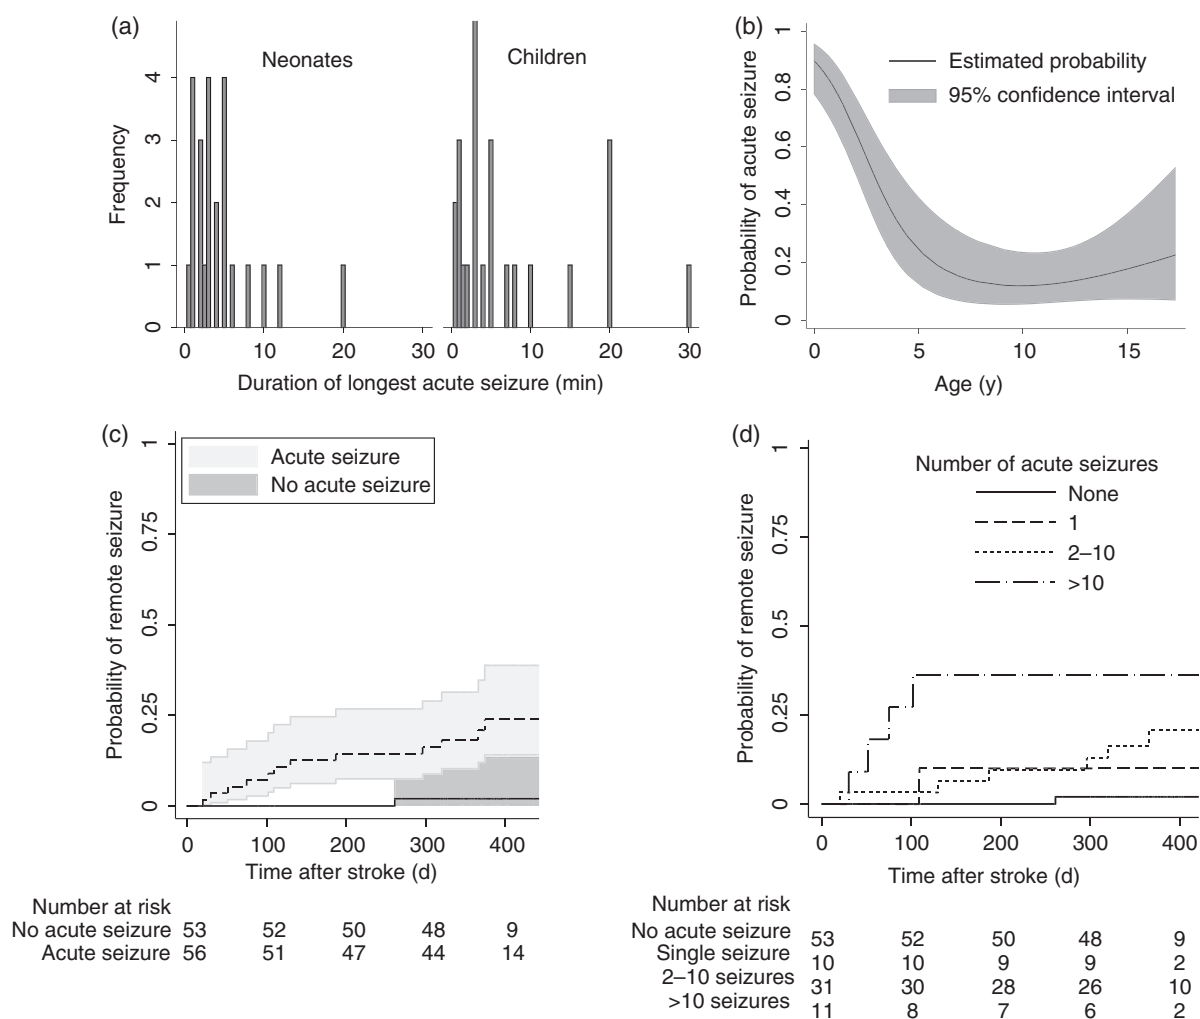 (a)
Neonates
Children
Frequency
0
1
2
3
4
0 10 20 30 0 10 20 30
Duration of longest acute seizure (min)
(b)
Estimated probability
95% confidence interval
Probability of acute seizure
0
0.2
0.4
0.6
0.8
1
0 5 10 15
Age (y)
(c)
Acute seizure
No acute seizure
Probability of remote seizure
0
0.25
0.5
0.75
1
0 100 200 300 400
Time after stroke (d)
Number at risk
No acute seizure 53 52 50 48 9
Acute seizure 56 51 47 44 14
(d)
Number of acute seizures
None
1
2–10
>10
Probability of remote seizure
0
0.25
0.5
0.75
1
0 100 200 300 400
Time after stroke (d)
Number at risk
No acute seizure 53 52 50 48 9
Single seizure 10 10 9 9 2
2–10 seizures 31 30 28 26 10
>10 seizures 11 8 7 6 2